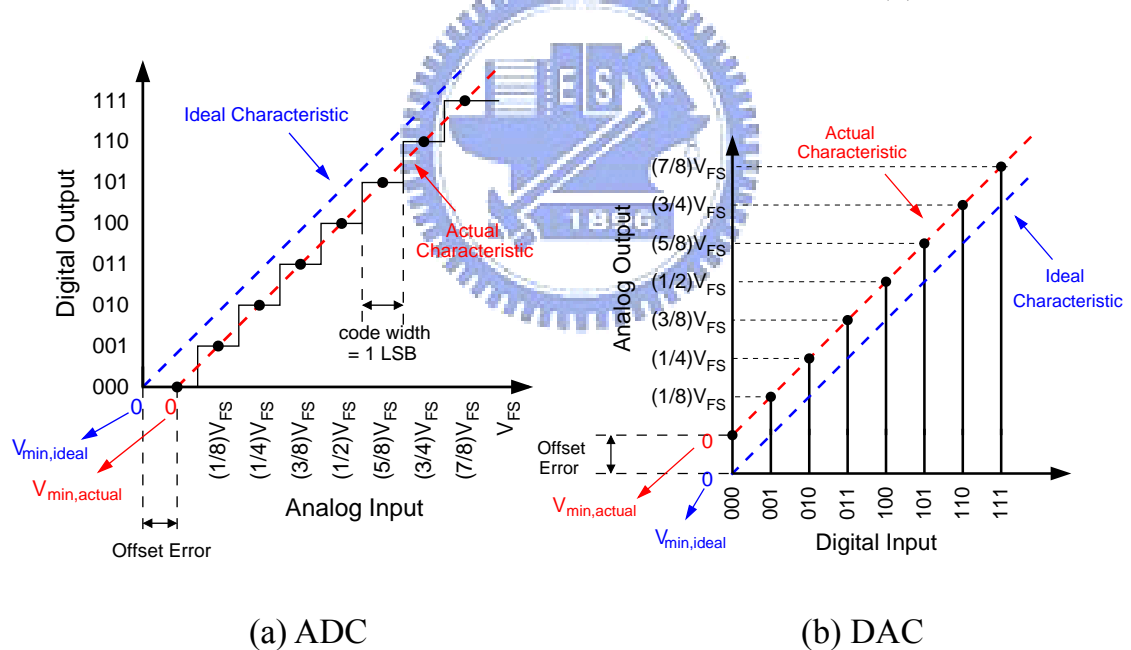 E S A
1896
Digital Output
111
110
101
100
011
010
001
000
Ideal Characteristic
Actual
Characteristic
code width
= 1 LSB
0
0
V_min,ideal
V_min,actual
(1/8)V_FS
(1/4)V_FS
(3/8)V_FS
(1/2)V_FS
(5/8)V_FS
(3/4)V_FS
(7/8)V_FS
V_FS
Analog Input
Offset Error
(a) ADC
Analog Output
(7/8)V_FS
(3/4)V_FS
(5/8)V_FS
(1/2)V_FS
(3/8)V_FS
(1/4)V_FS
(1/8)V_FS
Actual
Characteristic
Ideal
Characteristic
Offset
Error
0
0
V_min,actual
V_min,ideal
000
001
010
011
100
101
110
111
Digital Input
(b) DAC